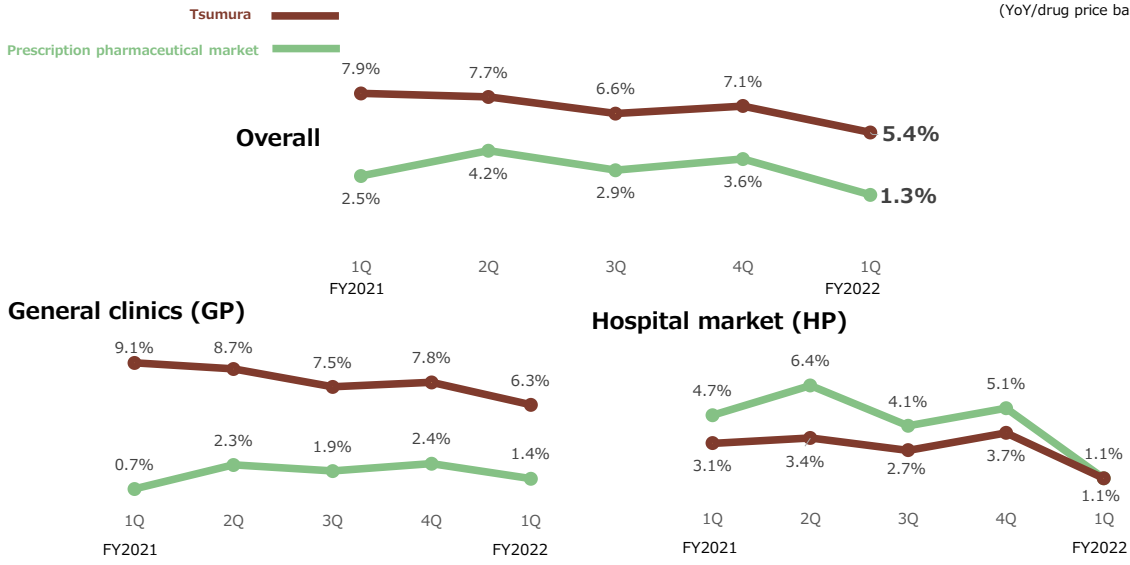 Tsumura
(YoY/drug price ba
Prescription pharmaceutical market
Overall
7.9%
7.7%
6.6%
7.1%
5.4%
2.5%
4.2%
2.9%
3.6%
1.3%
1Q
2Q
3Q
4Q
1Q
FY2021
FY2022
General clinics (GP)
9.1%
8.7%
7.5%
7.8%
6.3%
0.7%
2.3%
1.9%
2.4%
1.4%
1Q
2Q
3Q
4Q
1Q
FY2021
FY2022
Hospital market (HP)
4.7%
6.4%
4.1%
5.1%
1.1%
3.1%
3.4%
2.7%
3.7%
1.1%
1Q
2Q
3Q
4Q
1Q
FY2021
FY2022